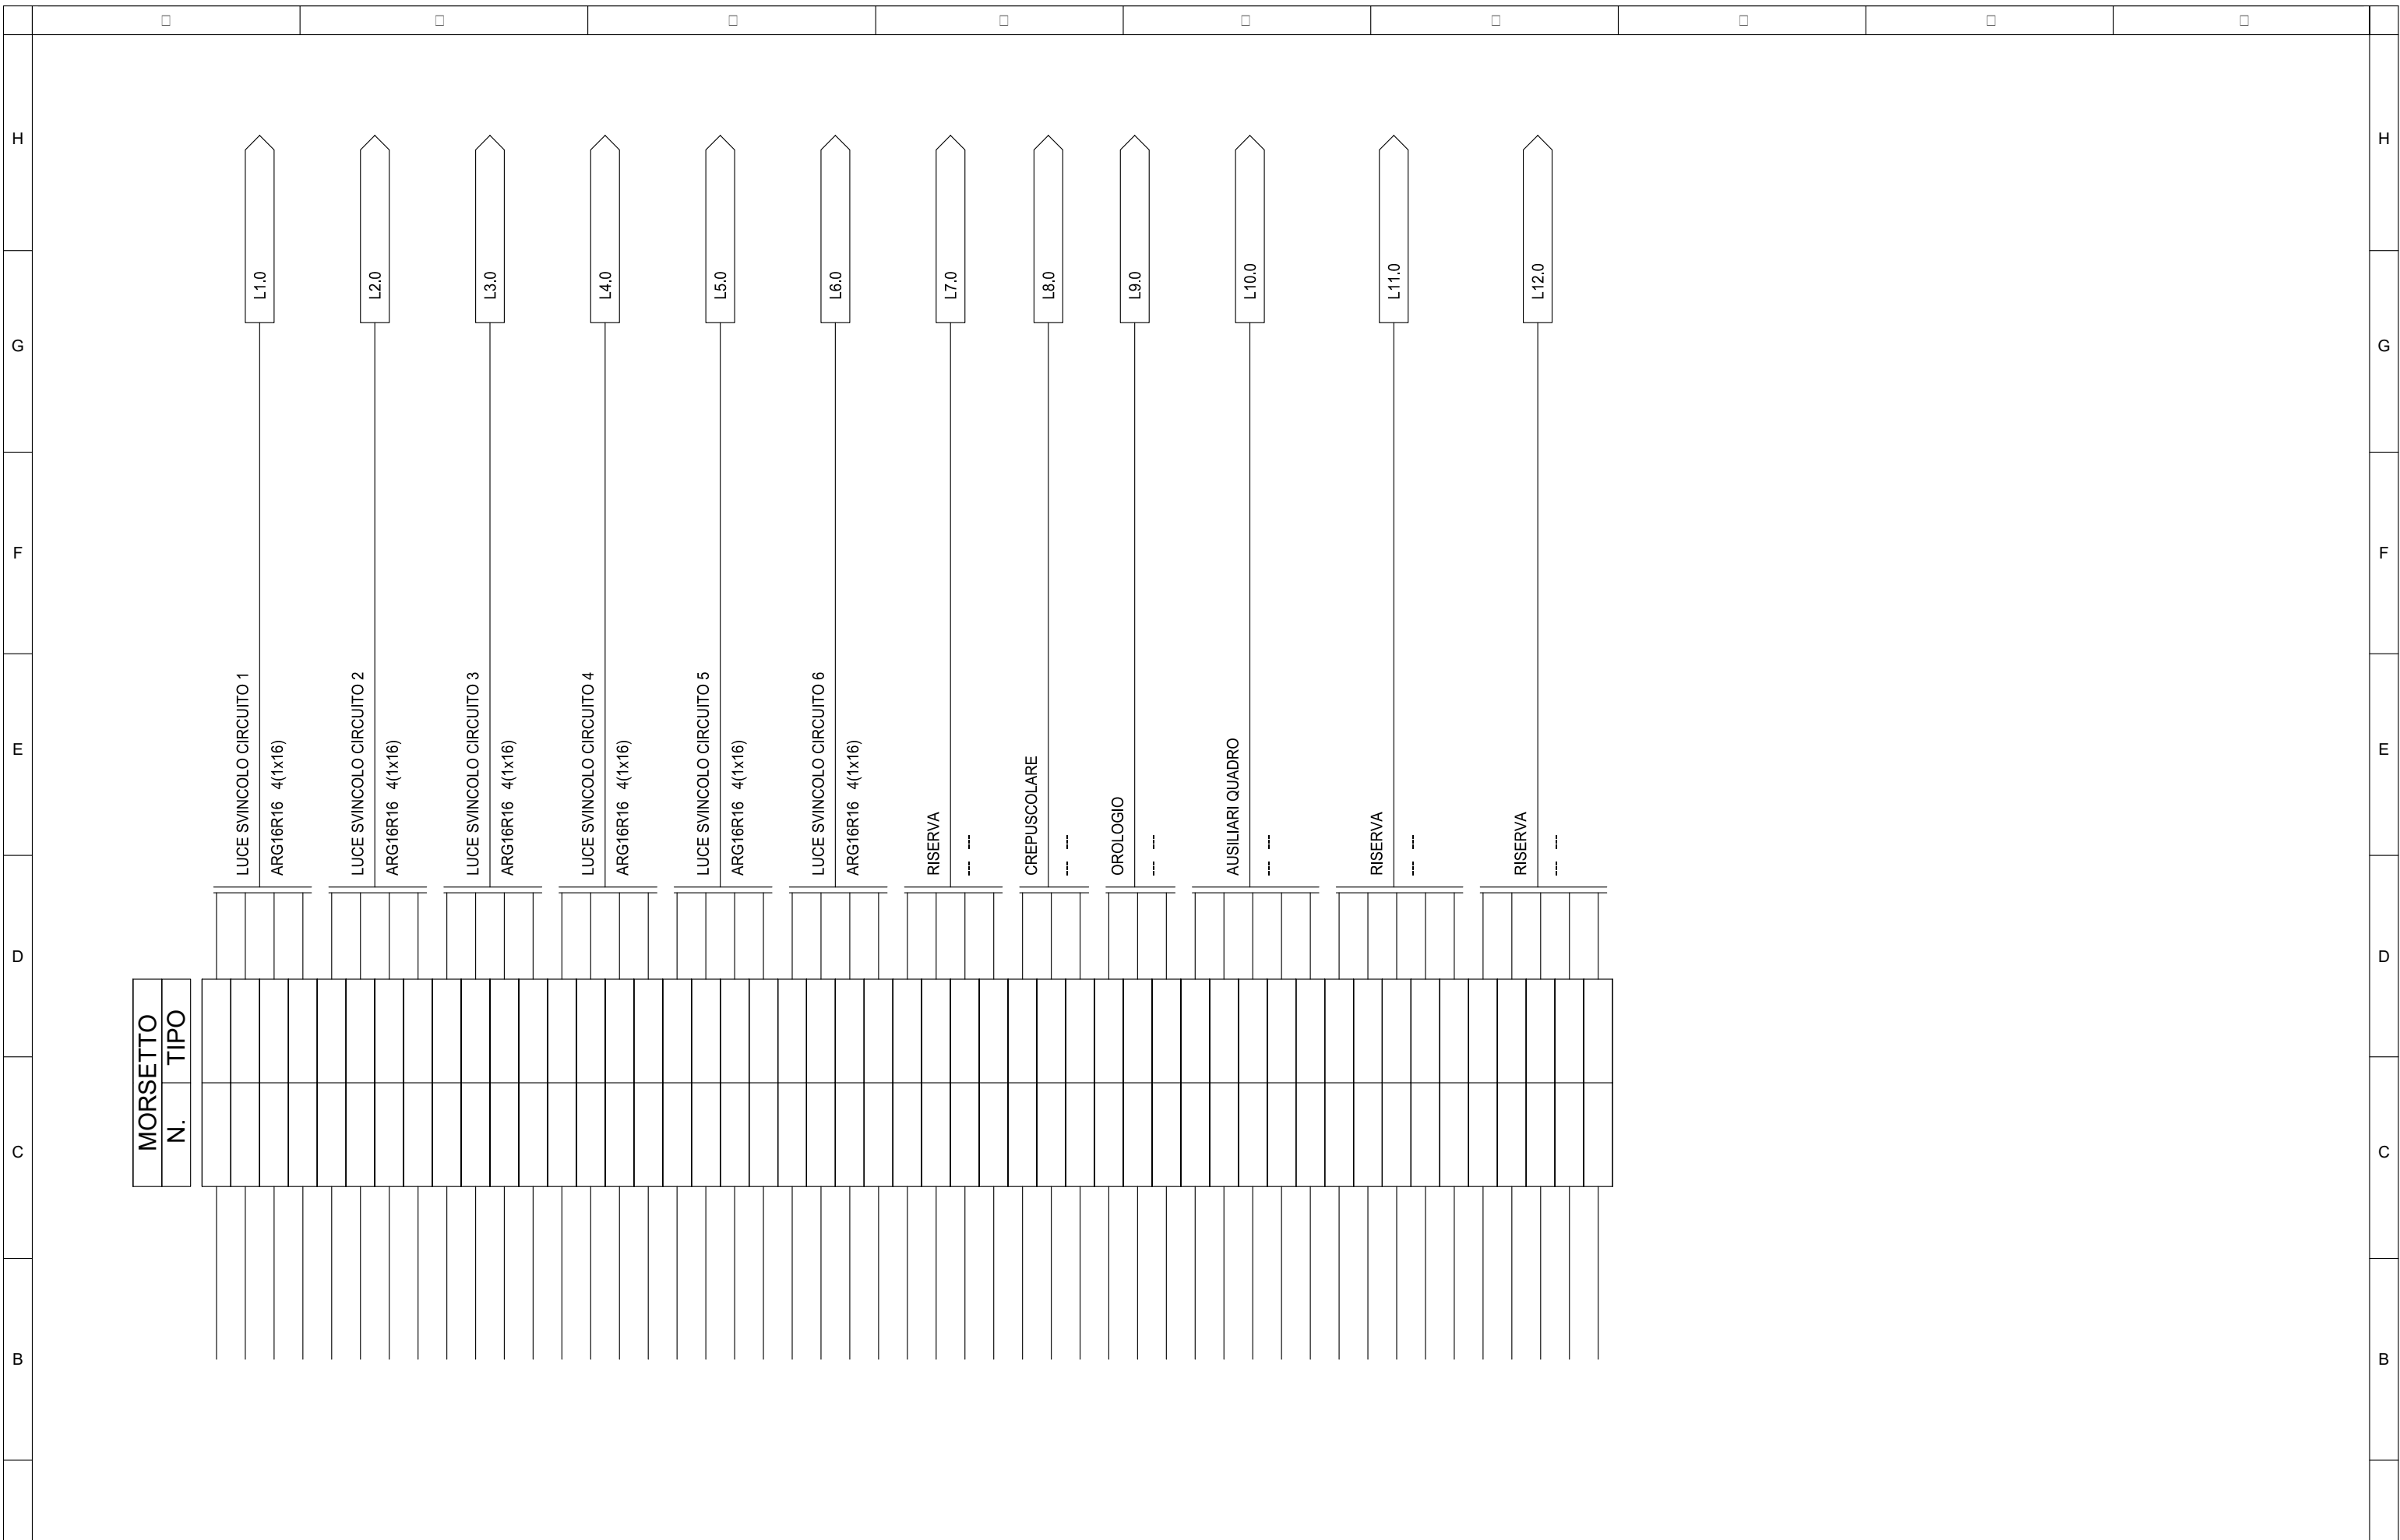 H
H
L1.0
L2.0
L3.0
L4.0
L5.0
L6.0
L7.0
L8.0
L9.0
L10.0
L11.0
L12.0
G
G
F
F
E
E
LUCE SVINCOLO CIRCUITO 1
ARG16R16 4(1x16)
LUCE SVINCOLO CIRCUITO 2
ARG16R16 4(1x16)
LUCE SVINCOLO CIRCUITO 3
ARG16R16 4(1x16)
LUCE SVINCOLO CIRCUITO 4
ARG16R16 4(1x16)
LUCE SVINCOLO CIRCUITO 5
ARG16R16 4(1x16)
LUCE SVINCOLO CIRCUITO 6
ARG16R16 4(1x16)
RISERVA
--- ---
CREPUSCOLARE
--- ---
OROLOGIO
--- ---
AUSILIARI QUADRO
--- ---
RISERVA
--- ---
RISERVA
--- ---
D
D
MORSETTO
N. TIPO
C
C
B
B